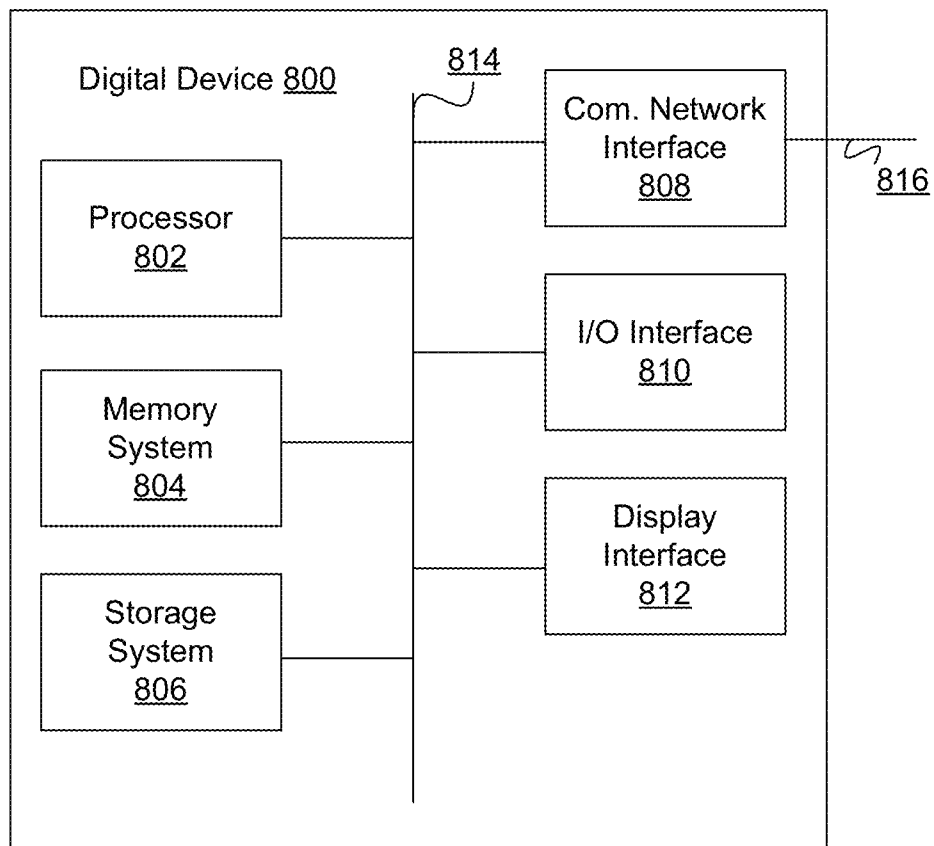 Digital Device 800
814
Com. Network
Interface
808
816
Processor
802
I/O Interface
810
Memory
System
804
Display
Interface
812
Storage
System
806